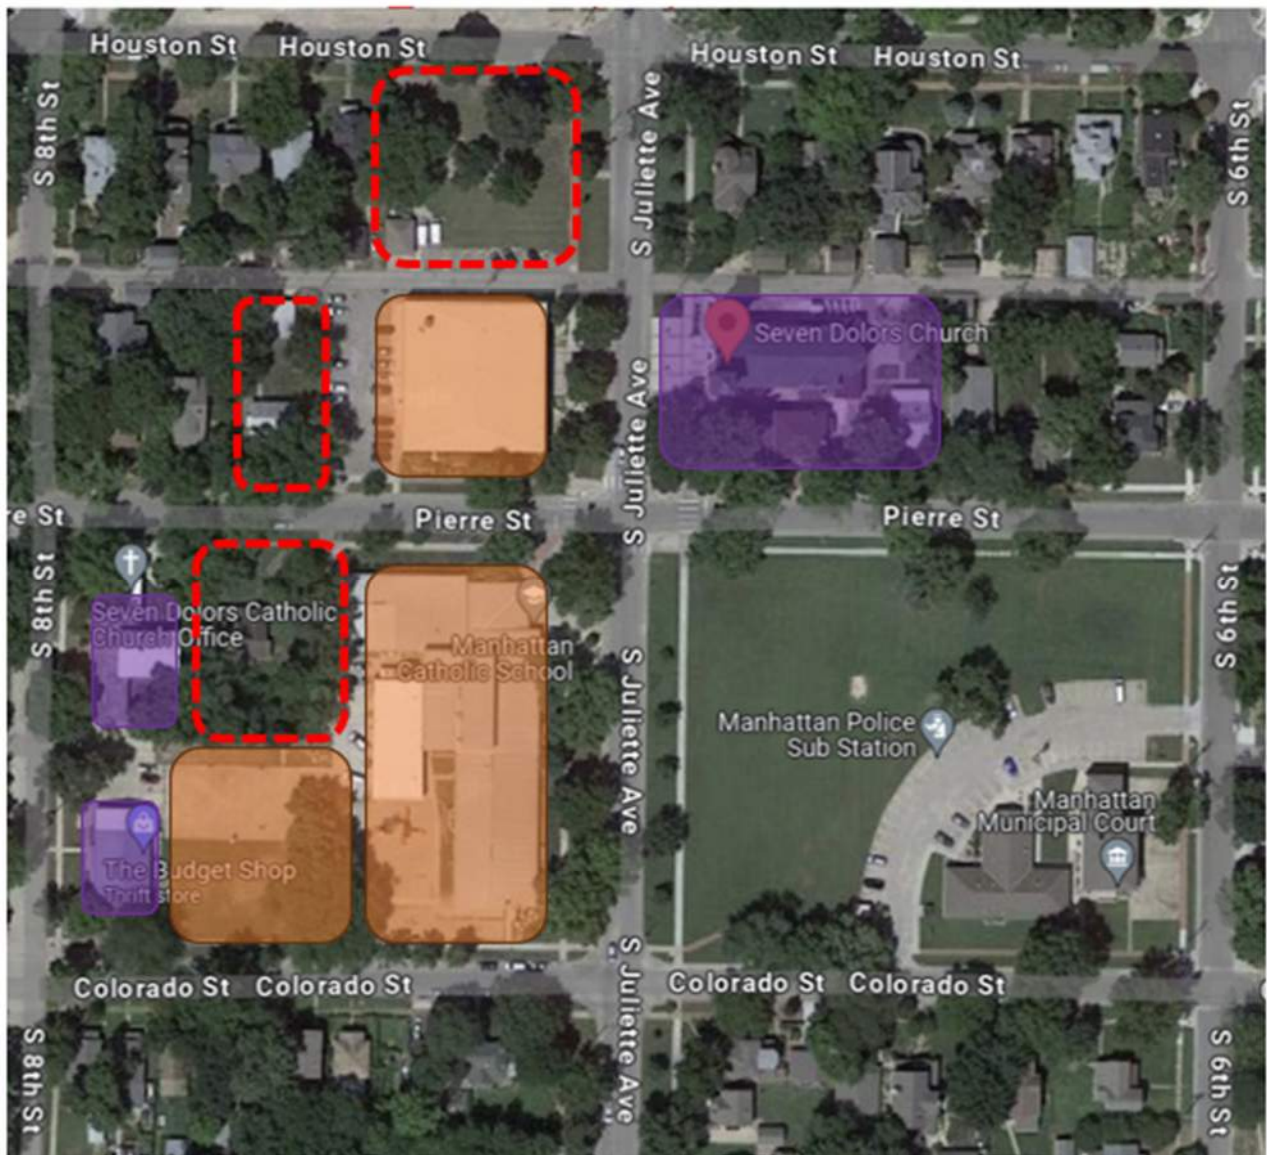 Houston St
Houston St
Houston St
Houston St
S 8th St
S Juliette Ave
S 6th St
Seven Dolors Church
S Juliette Ave
re St
Pierre St
Pierre St
S 8th St
Seven Dolors Catholic
Church Office
Manhattan
Catholic School
S 6th St
S Juliette Ave
Manhattan Police
Sub Station
Manhattan
Municipal Court
The Budget Shop
Thrift store
Colorado St
Colorado St
Colorado St
Colorado St
S Juliette Ave
S 8th St
S 6th St